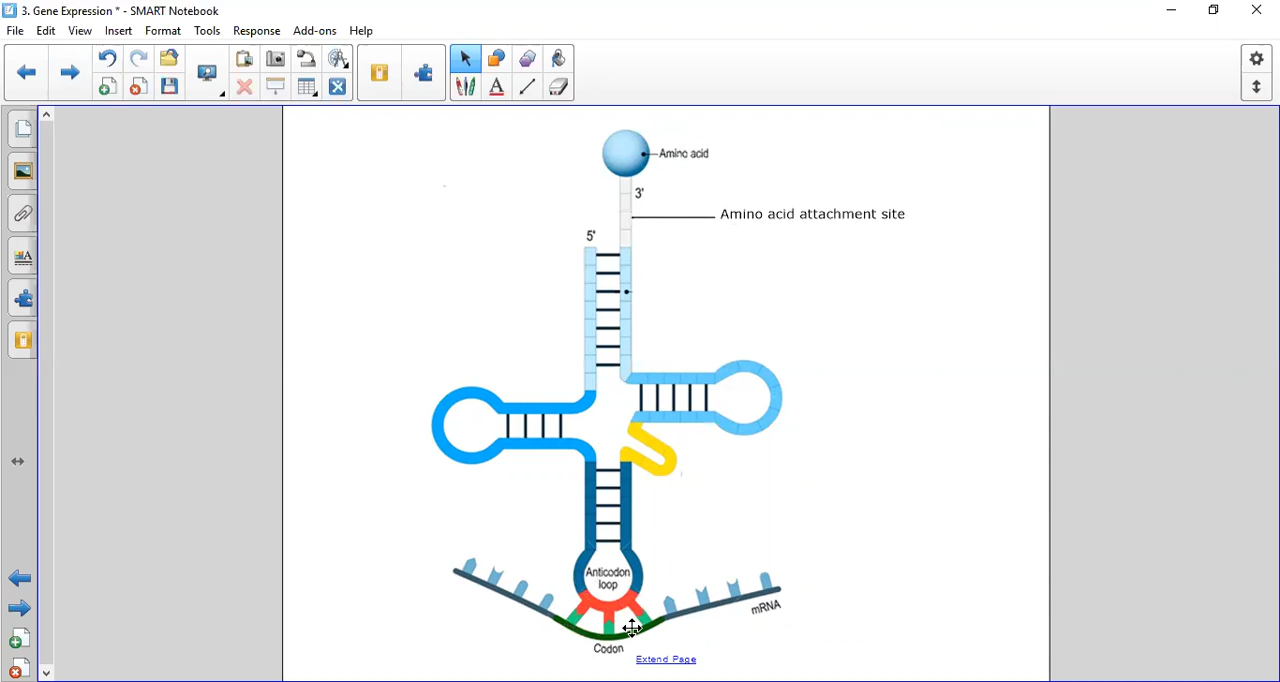 3. Gene Expression * - SMART Notebook
File Edit View Insert Format Tools Response Add-ons Help
Amino acid
3'
Amino acid attachment site
5'
Anticodon
loop
mRNA
Codon
Extend Page